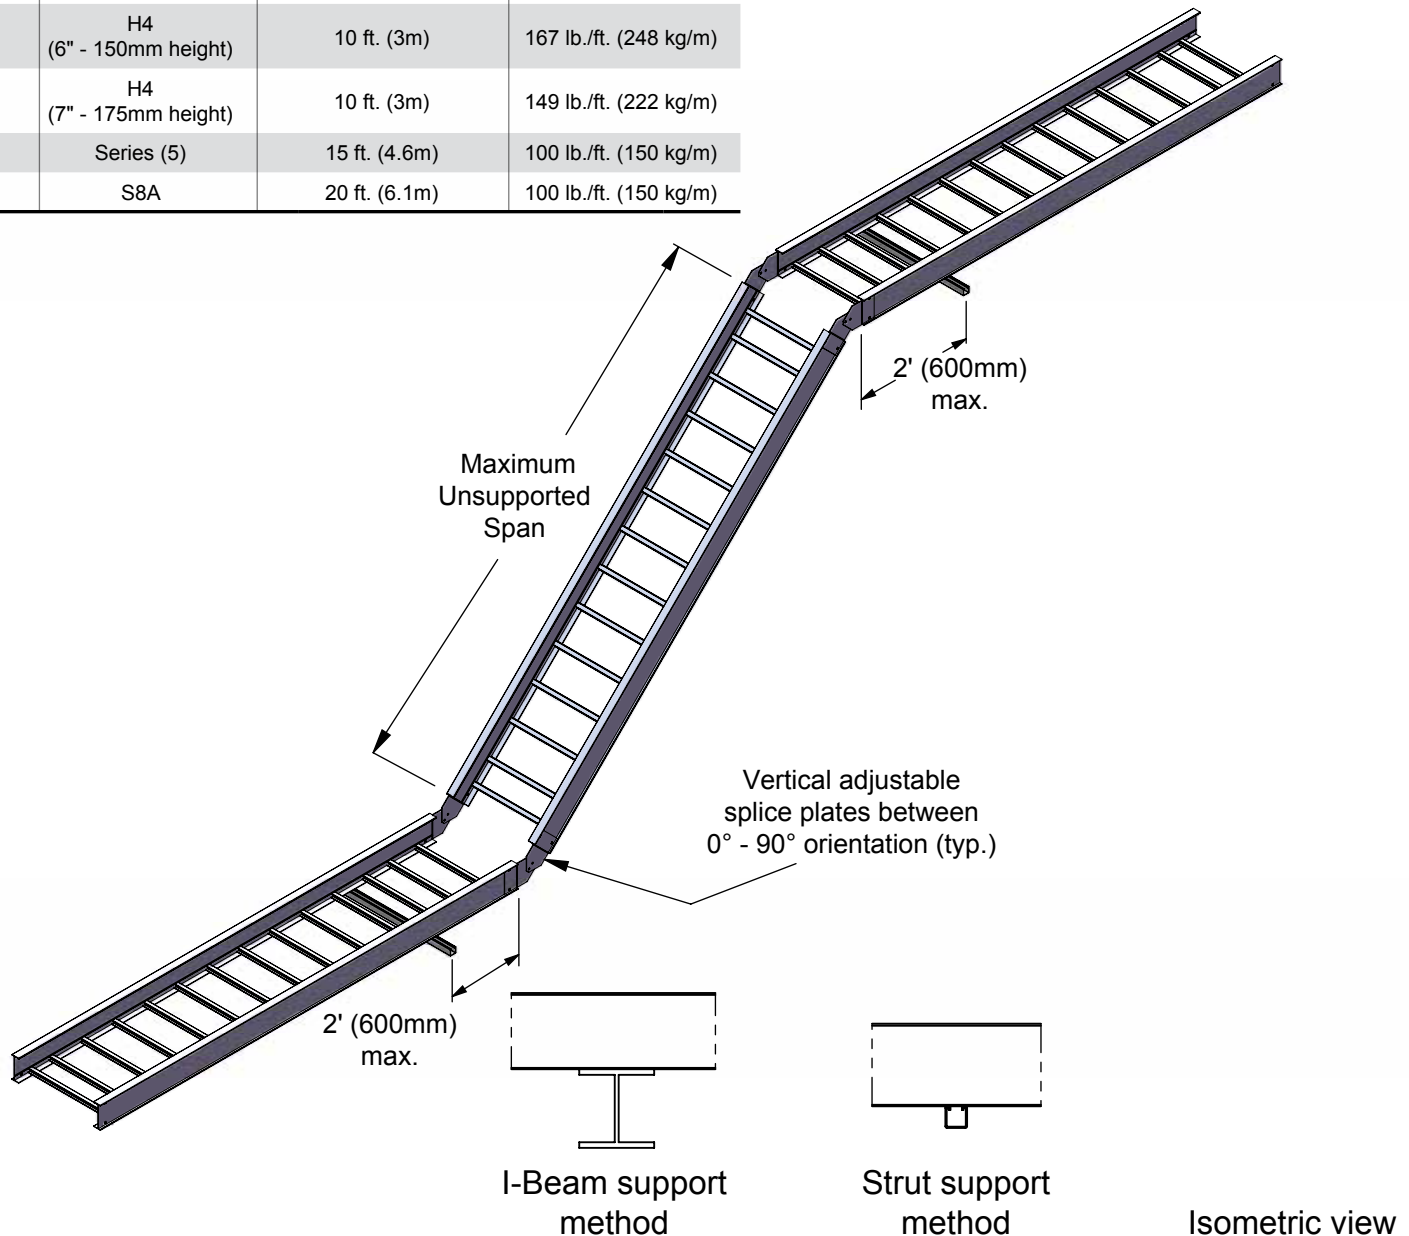 H4
(6" - 150mm height)
10 ft. (3m)
167 lb./ft. (248 kg/m)
H4
(7" - 175mm height)
10 ft. (3m)
149 lb./ft. (222 kg/m)
Series (5)
15 ft. (4.6m)
100 lb./ft. (150 kg/m)
S8A
20 ft. (6.1m)
100 lb./ft. (150 kg/m)
2' (600mm)
max.
Maximum
Unsupported
Span
Vertical adjustable
splice plates between
0° - 90° orientation (typ.)
2' (600mm)
max.
I-Beam support
method
Strut support
method
Isometric view